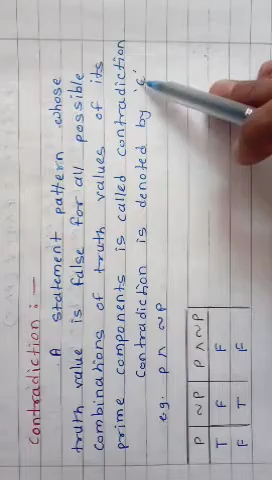 Contradiction :-
A statement pattern whose
truth value is false for all possible
combinations of truth values of its
prime components is called contradiction
Contradiction is denoted by 'c'
e.g. p ∧ ~p
P ~P P ∧ ~P
T F F
F T F